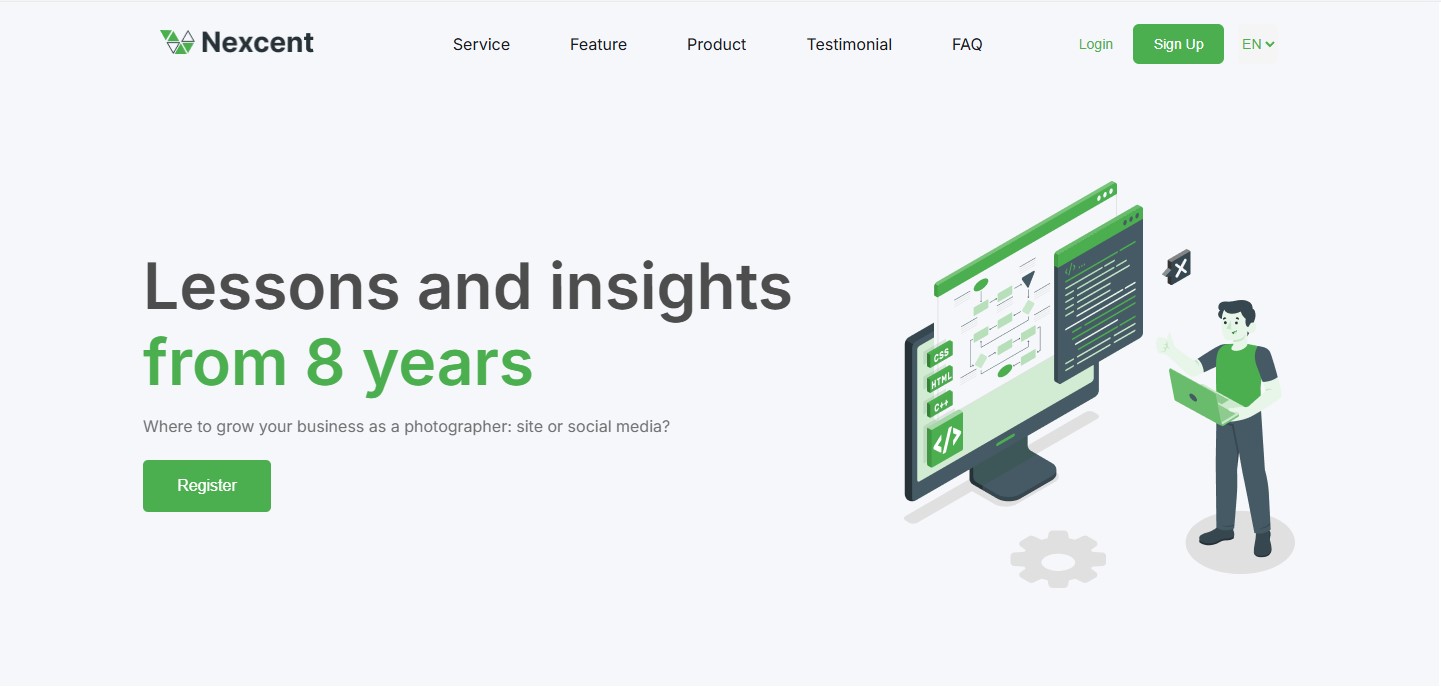 Nexcent
Service
Feature
Product
Testimonial
FAQ
Login
Sign Up
EN
Lessons and insights
from 8 years
Where to grow your business as a photographer: site or social media?
Register
</> ...
CSS
HTML
C++
</>